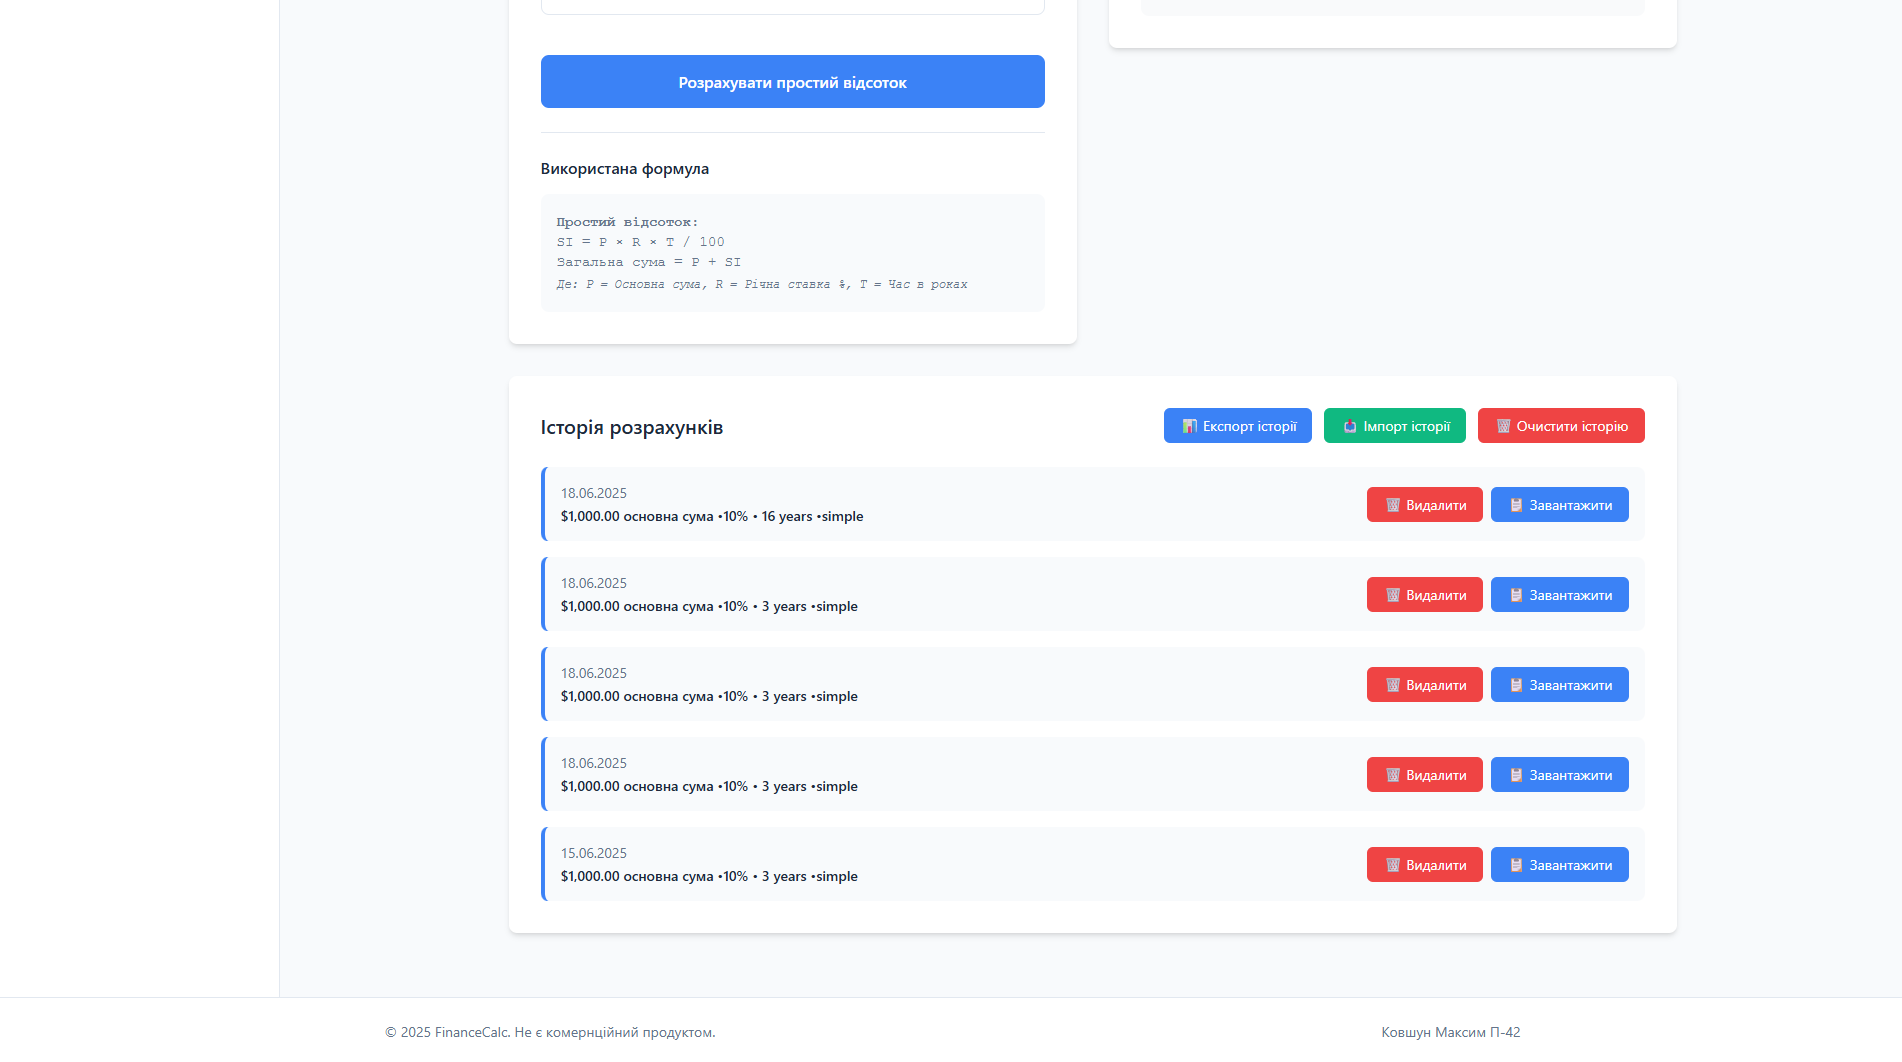 Розрахувати простий відсоток
Використана формула
Простий відсоток:
SI = P × R × T / 100
Загальна сума = P + SI
Де: P = Основна сума, R = Річна ставка %, T = Час в роках
Історія розрахунків
Експорт історії
Імпорт історії
Очистити історію
18.06.2025
$1,000.00 основна сума •10% • 16 years •simple
Видалити
Завантажити
18.06.2025
$1,000.00 основна сума •10% • 3 years •simple
Видалити
Завантажити
18.06.2025
$1,000.00 основна сума •10% • 3 years •simple
Видалити
Завантажити
18.06.2025
$1,000.00 основна сума •10% • 3 years •simple
Видалити
Завантажити
15.06.2025
$1,000.00 основна сума •10% • 3 years •simple
Видалити
Завантажити
© 2025 FinanceCalc. Не є комернційний продуктом.
Ковшун Максим П-42